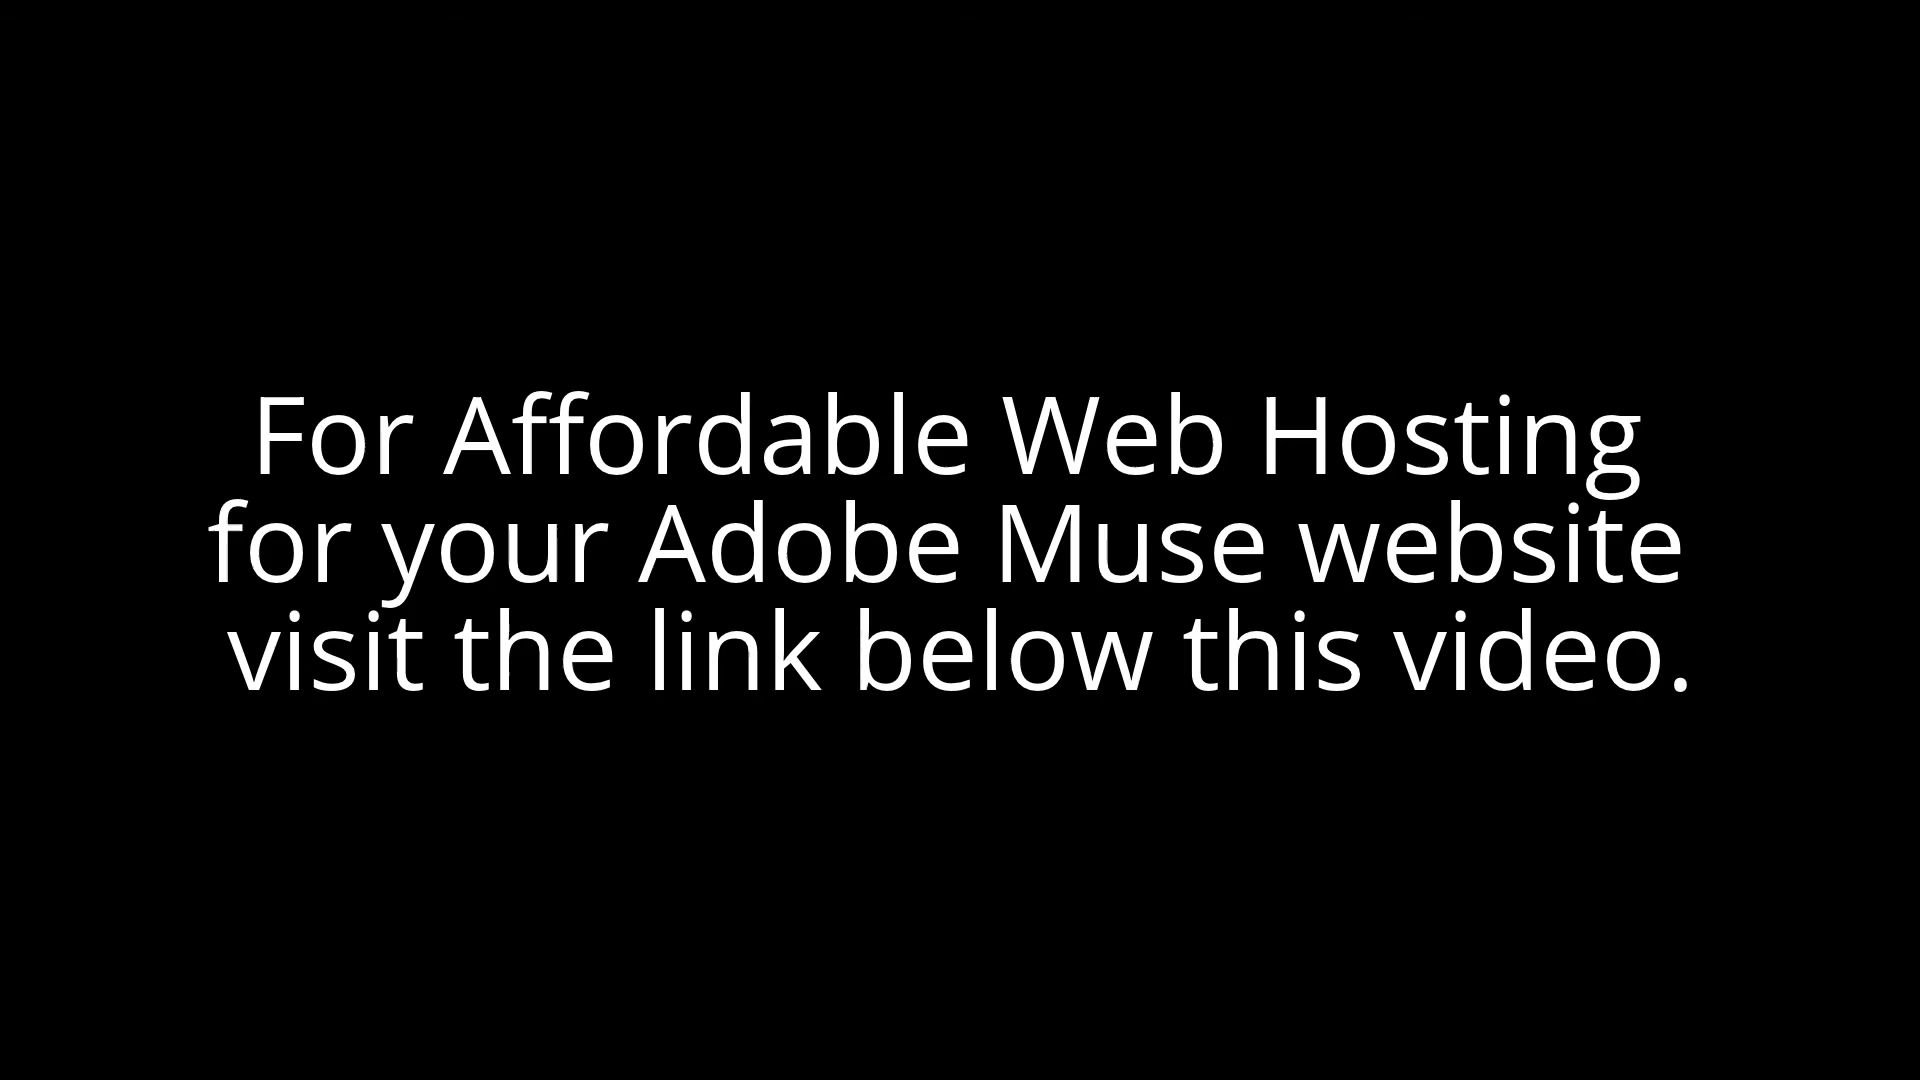 For Affordable Web Hosting
for your Adobe Muse website
visit the link below this video.